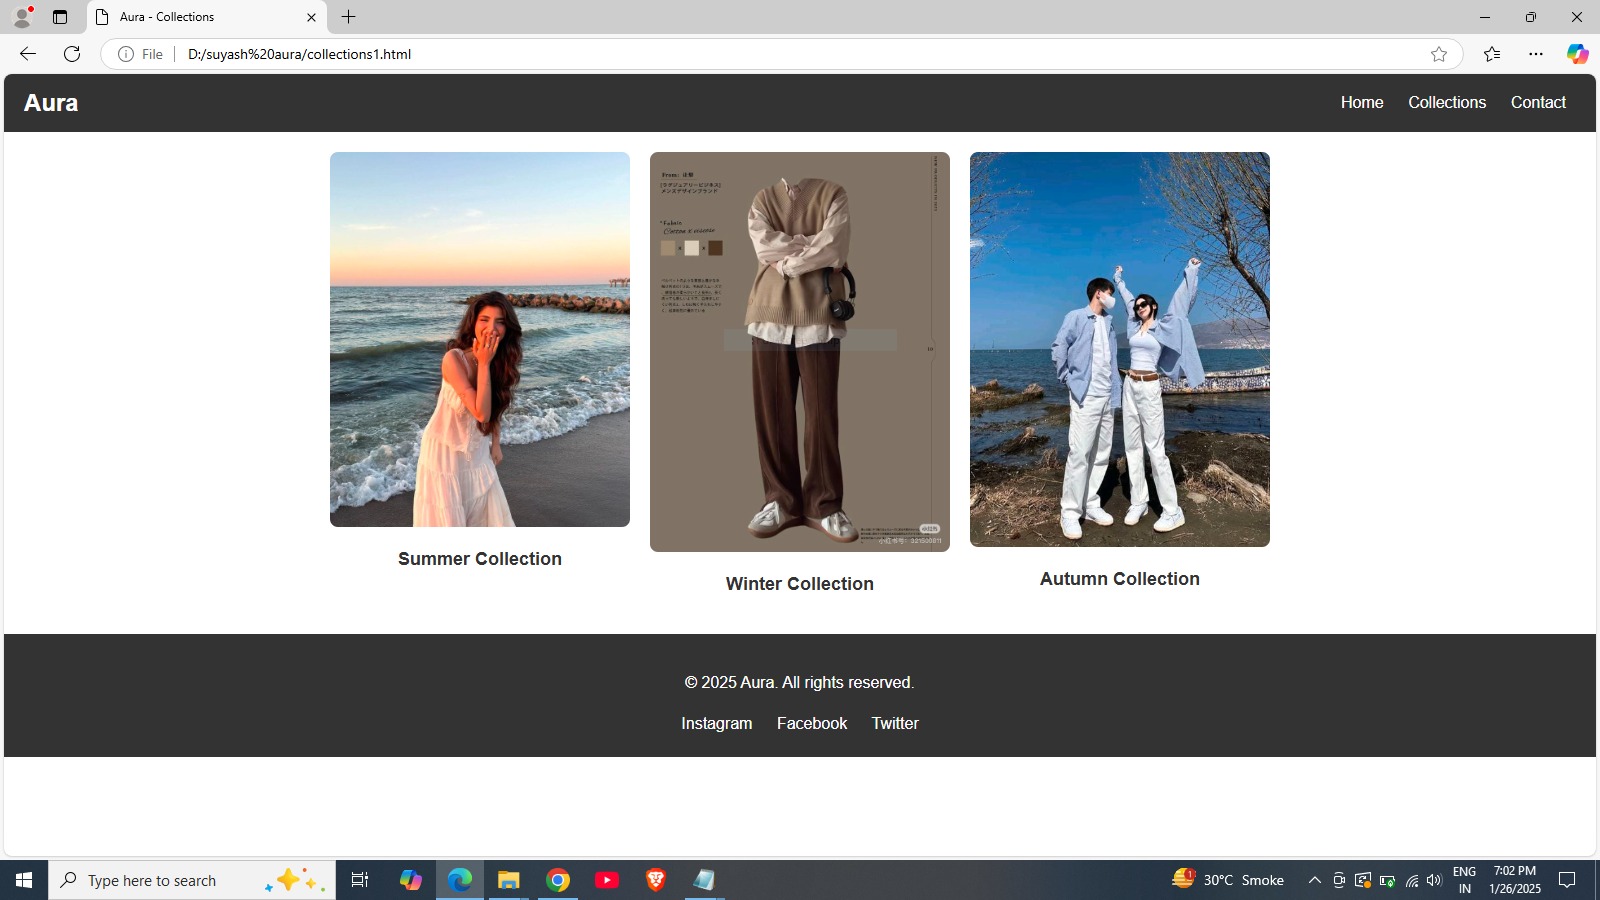 Aura - Collections
File
D:/suyash%20aura/collections1.html
Aura
Home Collections Contact
*Fabric
Summer Collection
Winter Collection
Autumn Collection
© 2025 Aura. All rights reserved.
Instagram Facebook Twitter
Type here to search
1
30°C Smoke
ENG
IN
7:02 PM
1/26/2025